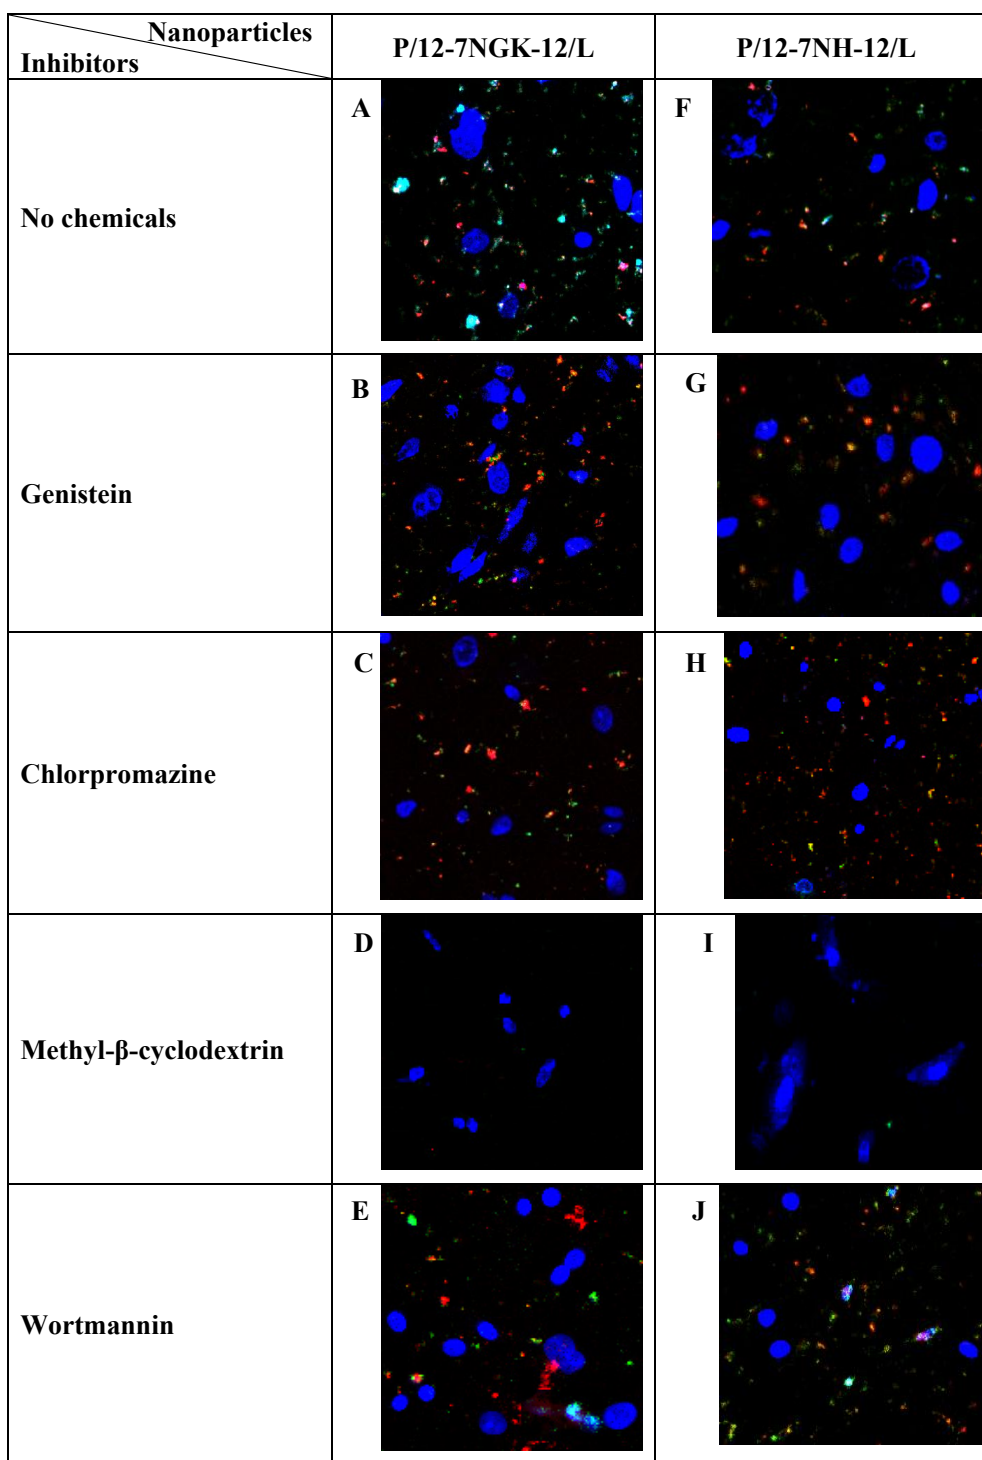 Nanoparticles
Inhibitors
P/12-7NGK-12/L
P/12-7NH-12/L
No chemicals
A
F
Genistein
B
G
Chlorpromazine
C
H
Methyl-β-cyclodextrin
D
I
Wortmannin
E
J